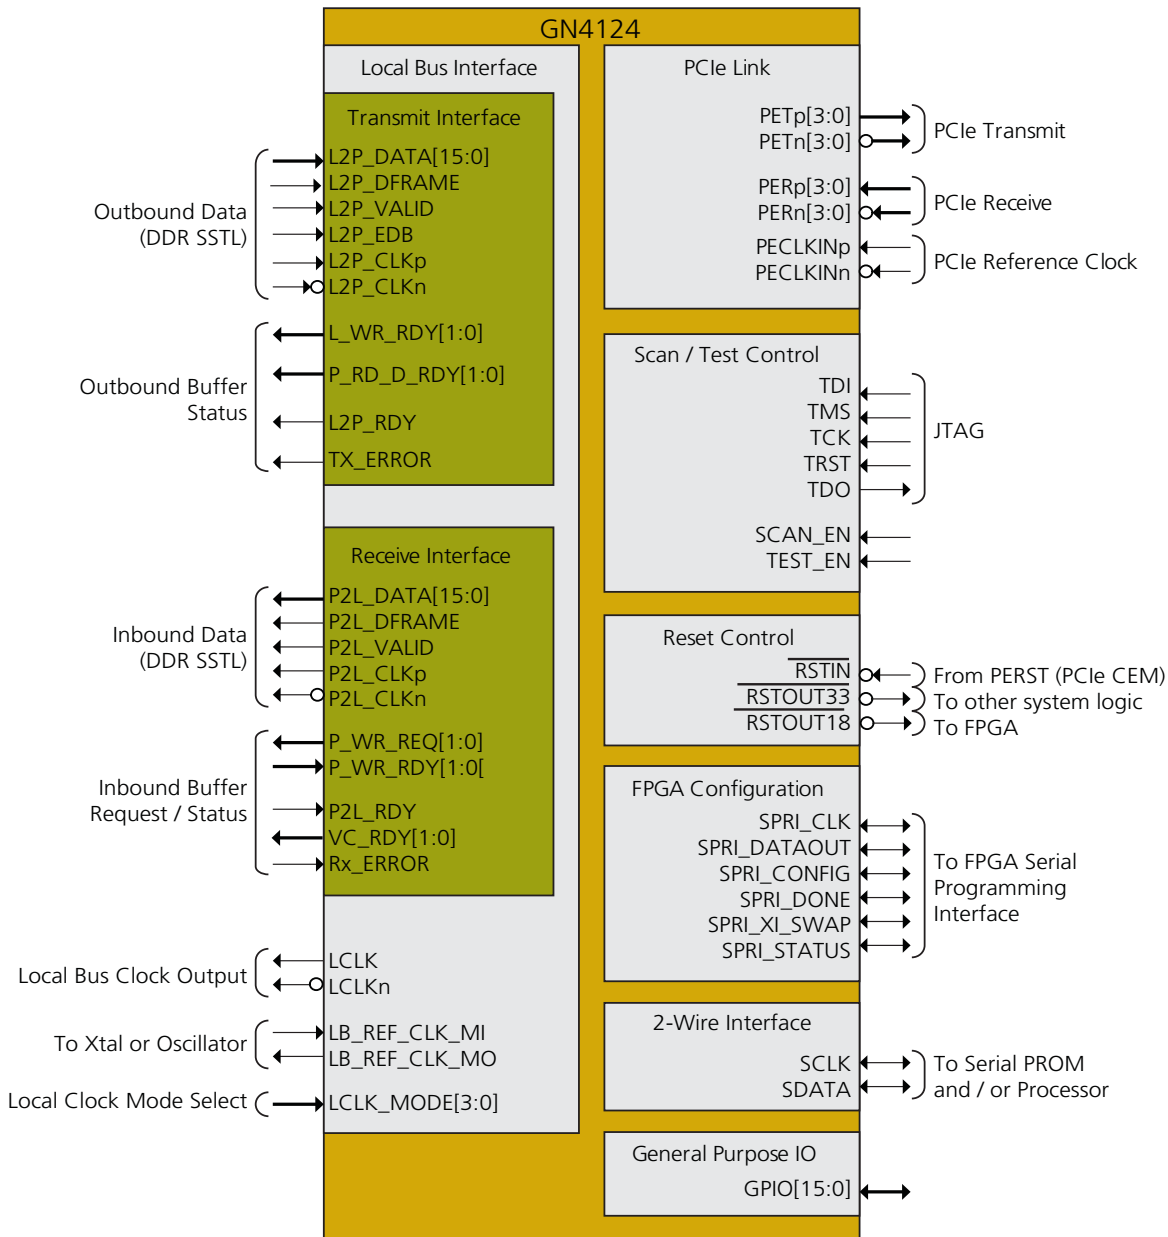 GN4124
Local Bus Interface
Transmit Interface
Outbound Data
(DDR SSTL)
L2P_DATA[15:0]
L2P_DFRAME
L2P_VALID
L2P_EDB
L2P_CLKp
L2P_CLKn
Outbound Buffer
Status
L_WR_RDY[1:0]
P_RD_D_RDY[1:0]
L2P_RDY
TX_ERROR
Receive Interface
Inbound Data
(DDR SSTL)
P2L_DATA[15:0]
P2L_DFRAME
P2L_VALID
P2L_CLKp
P2L_CLKn
Inbound Buffer
Request / Status
P_WR_REQ[1:0]
P_WR_RDY[1:0[
P2L_RDY
VC_RDY[1:0]
Rx_ERROR
Local Bus Clock Output
LCLK
LCLKn
To Xtal or Oscillator
LB_REF_CLK_MI
LB_REF_CLK_MO
Local Clock Mode Select
LCLK_MODE[3:0]
PCIe Link
PETp[3:0]
PETn[3:0]
PCIe Transmit
PERp[3:0]
PERn[3:0]
PCIe Receive
PECLKINp
PECLKINn
PCIe Reference Clock
Scan / Test Control
TDI
TMS
TCK
TRST
TDO
JTAG
SCAN_EN
TEST_EN
Reset Control
RSTIN
From PERST (PCIe CEM)
RSTOUT33
To other system logic
RSTOUT18
To FPGA
FPGA Configuration
SPRI_CLK
SPRI_DATAOUT
SPRI_CONFIG
SPRI_DONE
SPRI_XI_SWAP
SPRI_STATUS
To FPGA Serial
Programming
Interface
2-Wire Interface
SCLK
SDATA
To Serial PROM
and / or Processor
General Purpose IO
GPIO[15:0]